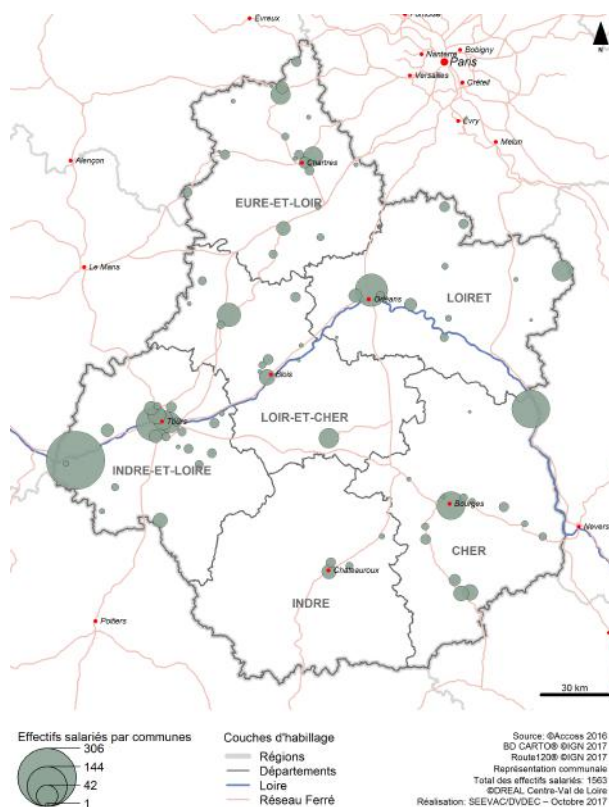 Evreux
Pontoise
Nanterre
Bobigny
Paris
Versailles
Créteil
N
Évry
Melun
Alençon
Chartres
EURE-ET-LOIR
Le Mans
LOIRET
Orléans
Blois
Tours
LOIR-ET-CHER
INDRE-ET-LOIRE
Bourges
Nevers
CHER
Châteauroux
INDRE
Poitiers
30 km
Effectifs salariés par communes
306
144
42
1
Couches d'habillage
Régions
Départements
Loire
Réseau Ferré
Source: ©Accoss 2016
BD CARTO® ©IGN 2017
Route120® ©IGN 2017
Représentation communale
Total des effectifs salariés: 1563
©DREAL Centre-Val de Loire
Réalisation: SEEVAC/DVDEC – Octobre 2017